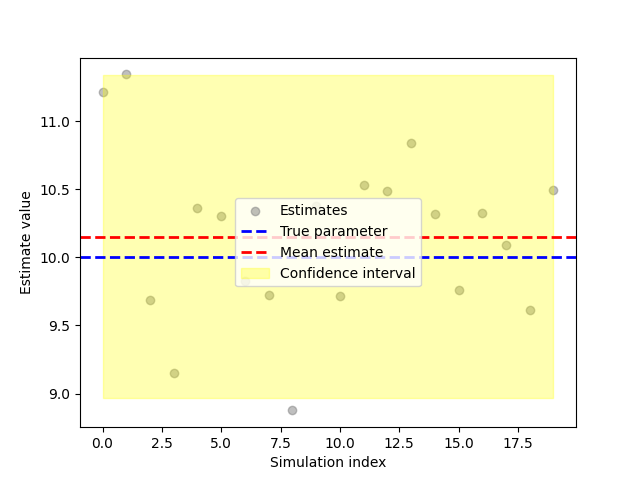 11.0
10.5
10.0
9.5
9.0
Estimate value
Estimates
True parameter
Mean estimate
Confidence interval
0.0 2.5 5.0 7.5 10.0 12.5 15.0 17.5
Simulation index